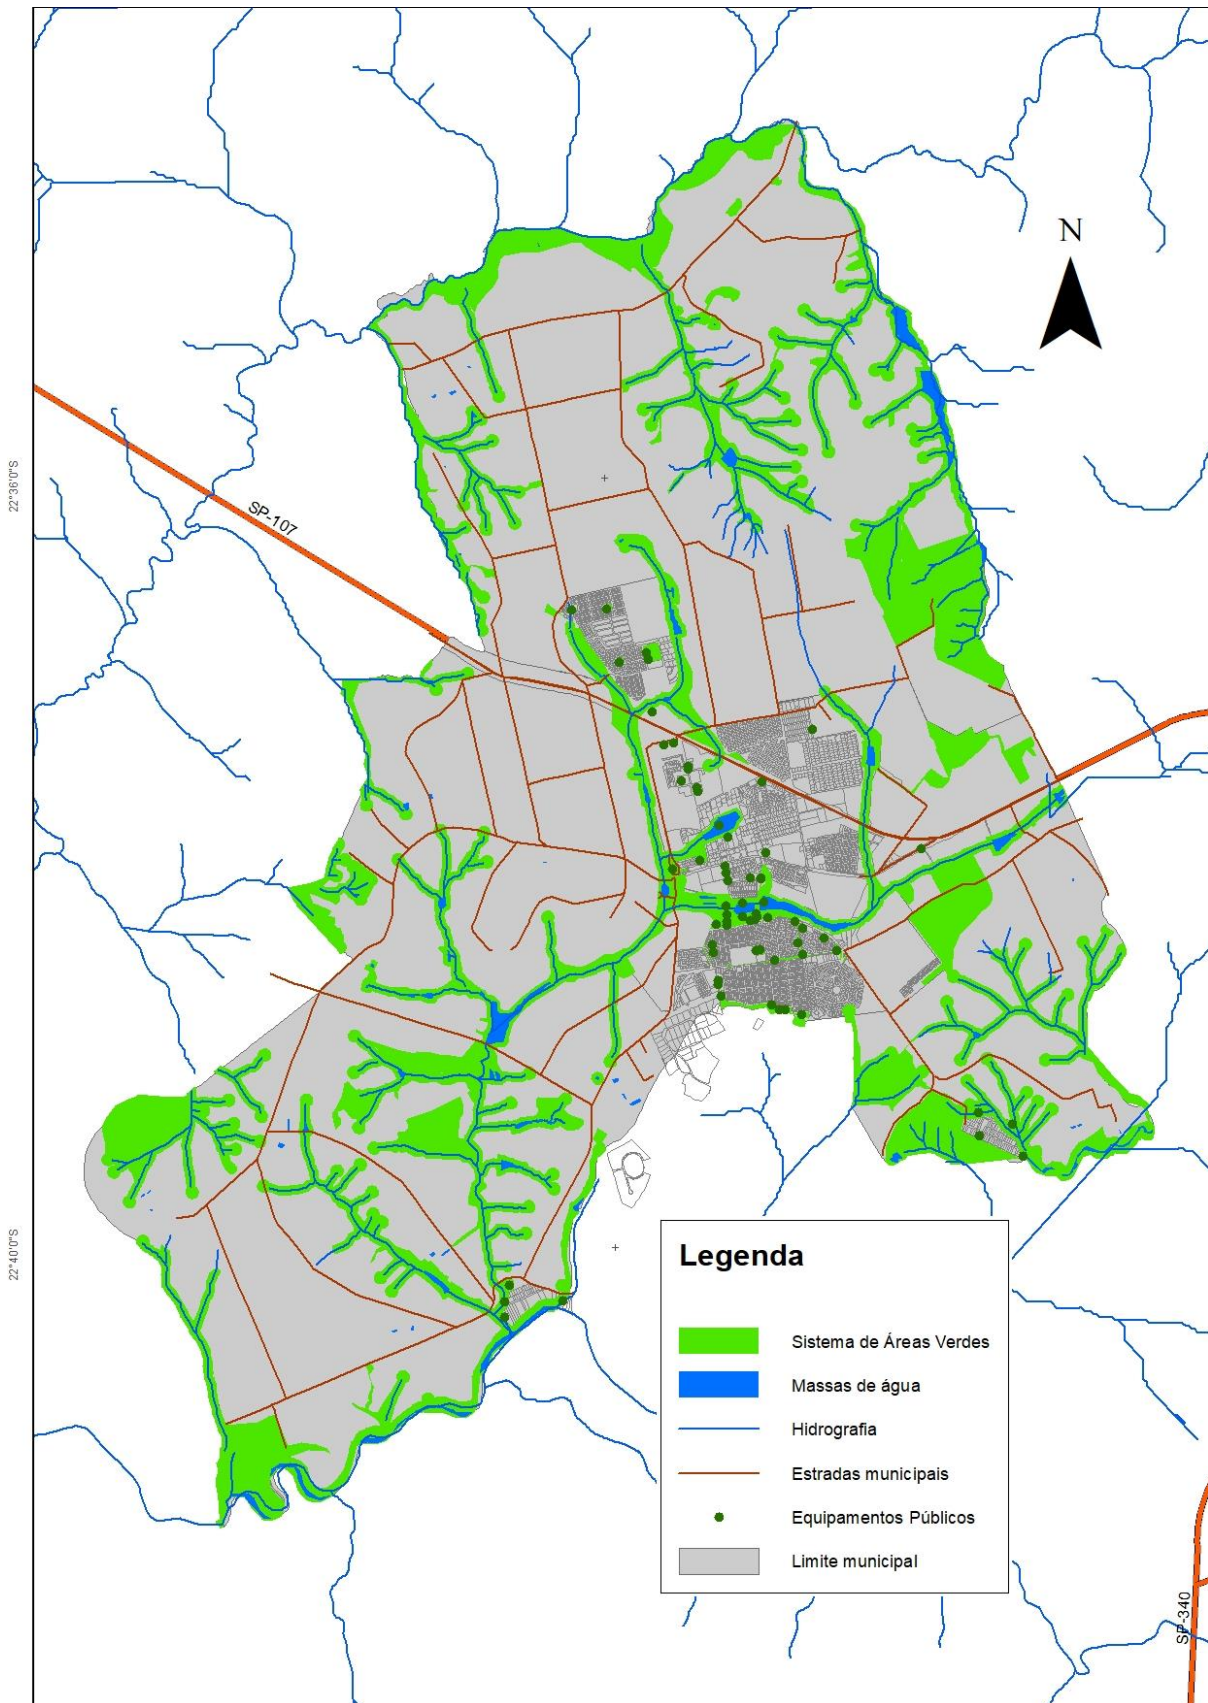 N
22°36'0"S
SP-107
22°40'0"S
Legenda
Sistema de Áreas Verdes
Massas de água
Hidrografia
Estradas municipais
Equipamentos Públicos
Limite municipal
SP-340